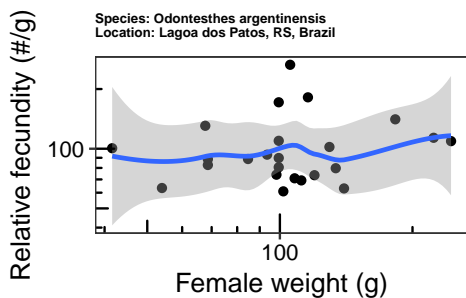 Species: Odontesthes argentinensis
Location: Lagoa dos Patos, RS, Brazil
Relative fecundity (#/g)
100
100
Female weight (g)